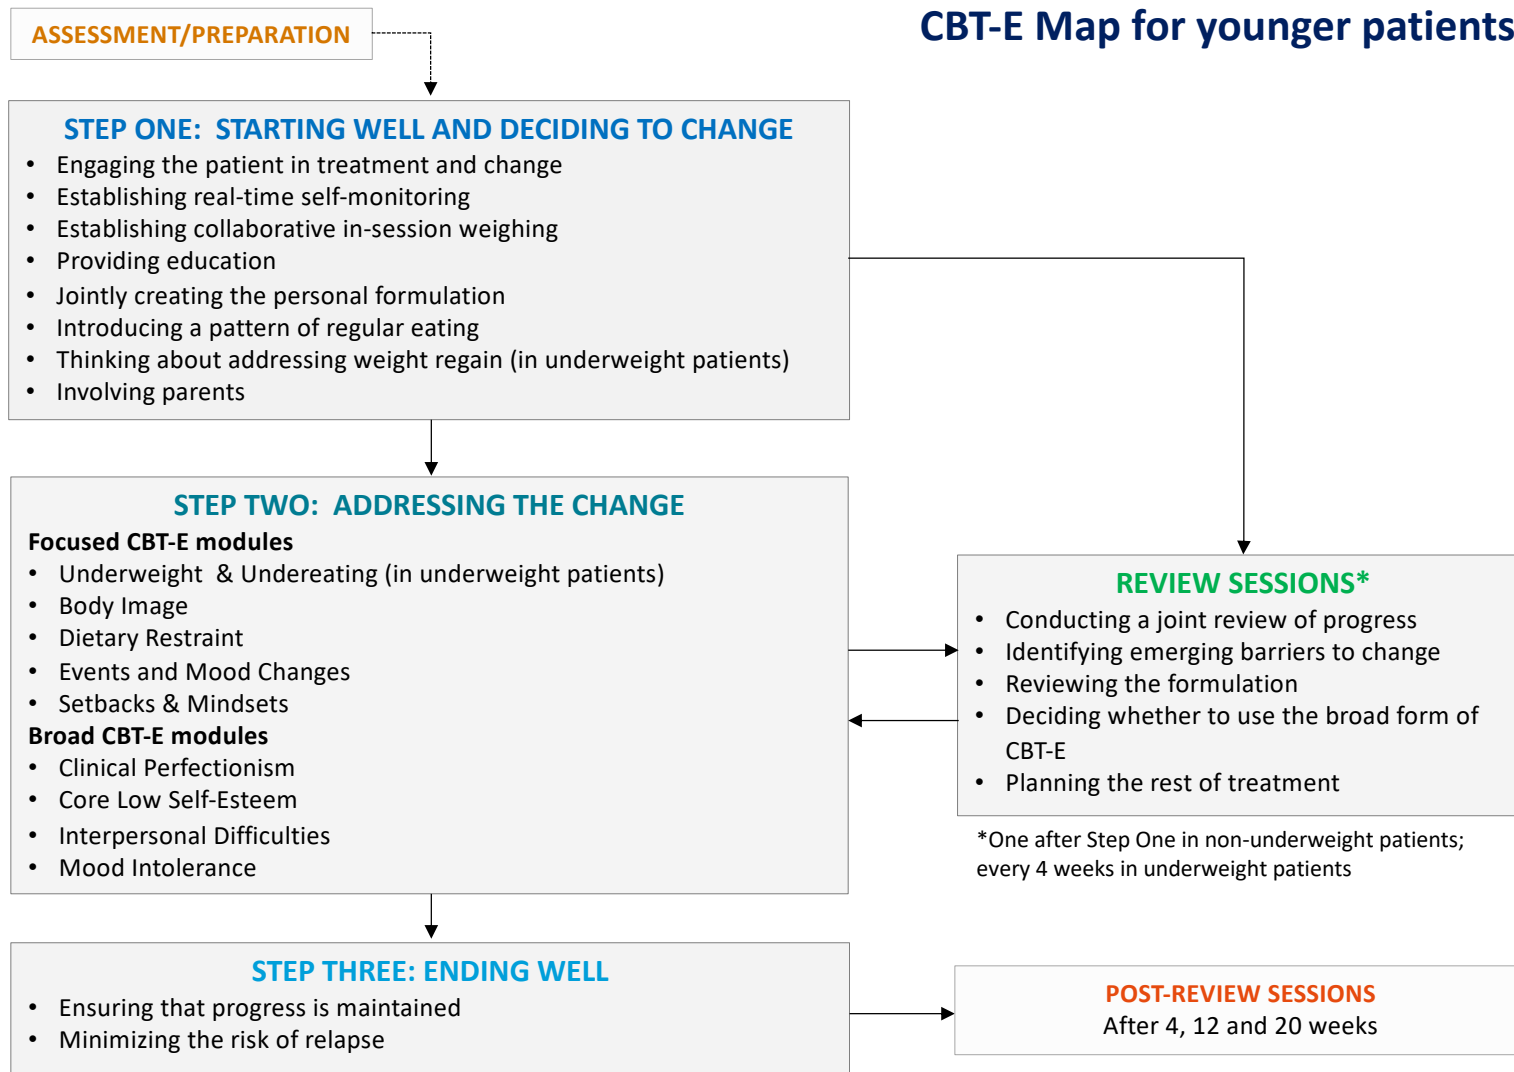 CBT-E Map for younger patients
ASSESSMENT/PREPARATION
STEP ONE:  STARTING WELL AND DECIDING TO CHANGE
• Engaging the patient in treatment and change
• Establishing real-time self-monitoring
• Establishing collaborative in-session weighing
• Providing education
• Jointly creating the personal formulation
• Introducing a pattern of regular eating
• Thinking about addressing weight regain (in underweight patients)
• Involving parents
STEP TWO:  ADDRESSING THE CHANGE
Focused CBT-E modules
• Underweight  & Undereating (in underweight patients)
• Body Image
• Dietary Restraint
• Events and Mood Changes
• Setbacks & Mindsets
Broad CBT-E modules
• Clinical Perfectionism
• Core Low Self-Esteem
• Interpersonal Difficulties
• Mood Intolerance
REVIEW SESSIONS*
• Conducting a joint review of progress
• Identifying emerging barriers to change
• Reviewing the formulation
• Deciding whether to use the broad form of
CBT-E
• Planning the rest of treatment
*One after Step One in non-underweight patients;
every 4 weeks in underweight patients
STEP THREE: ENDING WELL
• Ensuring that progress is maintained
• Minimizing the risk of relapse
POST-REVIEW SESSIONS
After 4, 12 and 20 weeks